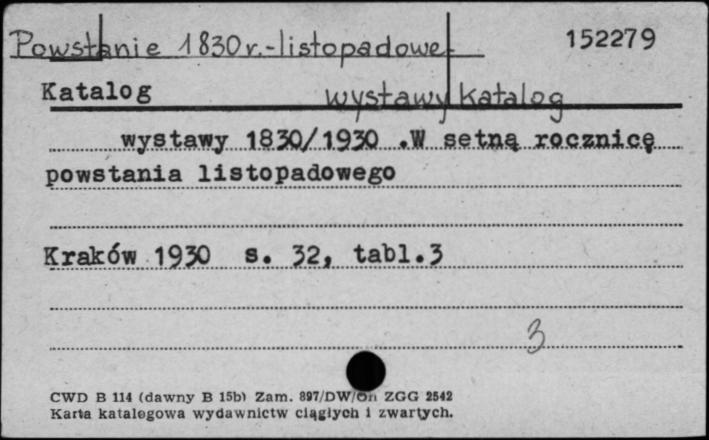 Powstanie 1830r.-listopadowe- 152279
Katalog wystawy katalog
wystawy 1830/1930 .W setną rocznicę
powstania listopadowego
Kraków 1930 s. 32, tabl.3
3
CWD B 114 (dawny B 15b) Zam. 897/DW/On ZGG 2542
Karta katalogowa wydawnictw ciągłych i zwartych.